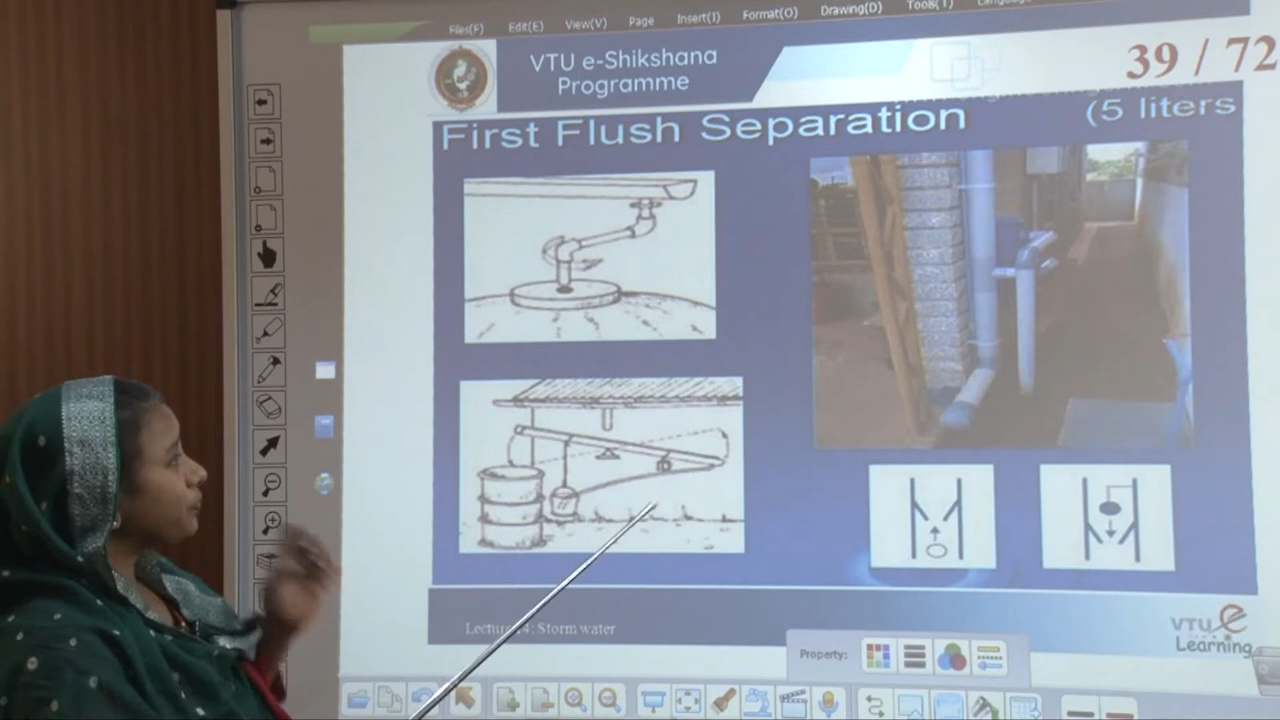 Files(F) Edit(E) View(V) Page Insert(I) Format(O) Drawing(D) Tools(T)
VTU e-Shikshana
Programme
39 / 72
First Flush Separation (5 liters
Lecture 14: Storm water
VTU e
Learning
Property: